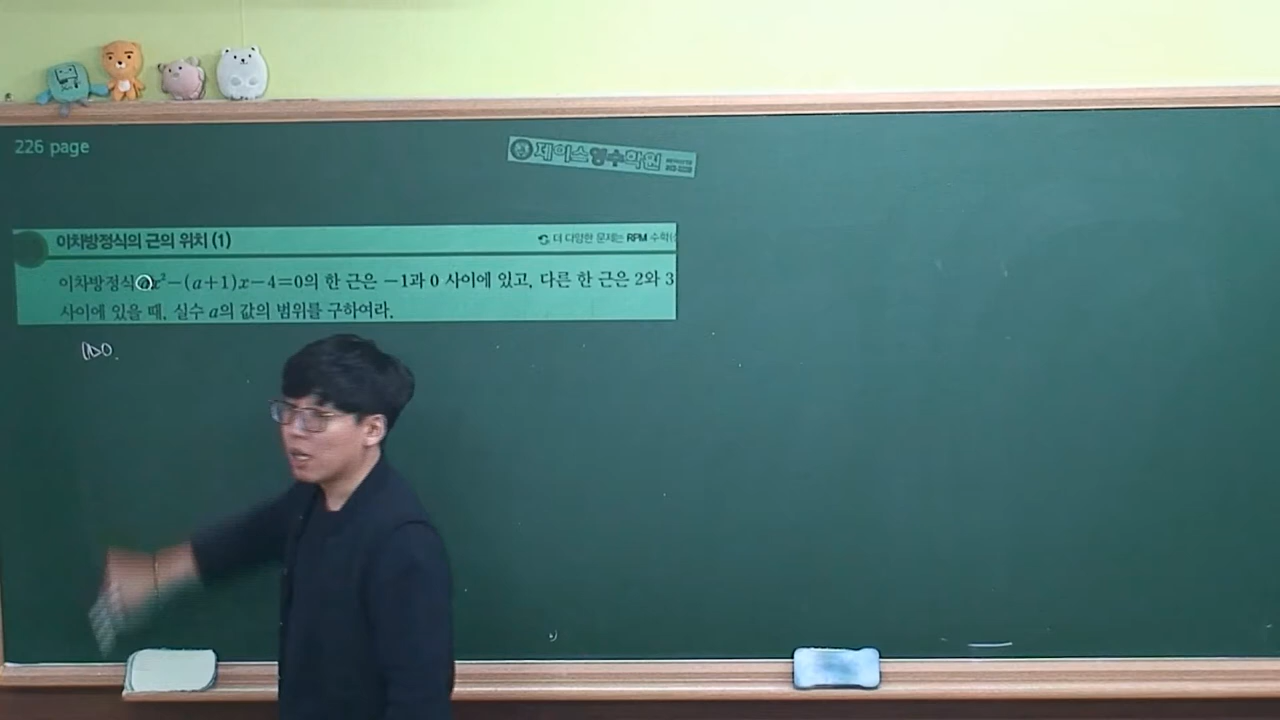 226 page
제이스영수학원
이차방정식의 근의 위치 (1)
더 다양한 문제는 RPM 수학(
이차방정식 x²-(a+1)x-4=0의 한 근은 -1과 0 사이에 있고, 다른 한 근은 2와 3
사이에 있을 때, 실수 a의 값의 범위를 구하여라.